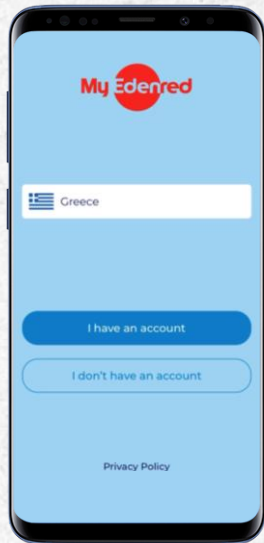 My Edenred
Greece
I have an account
I don't have an account
Privacy Policy